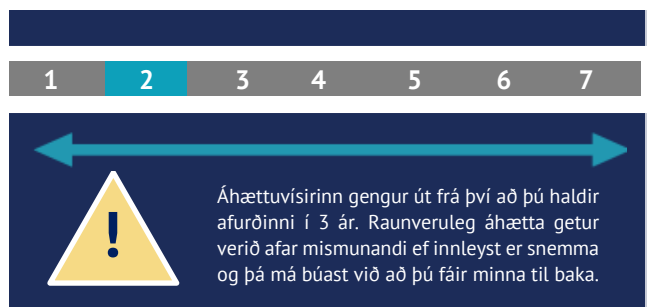 1 2 3 4 5 6 7
!
Áhættuvísirinn gengur út frá því að þú haldir
afurðinni í 3 ár. Raunveruleg áhætta getur
verið afar mismunandi ef innleyst er snemma
og þá má búast við að þú fáir minna til baka.